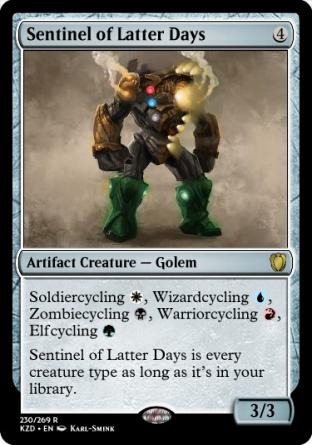 Sentinel of Latter Days 4
Artifact Creature — Golem
Soldiercycling, Wizardcycling,
Zombiecycling, Warriorcycling,
Elfcycling
Sentinel of Latter Days is every
creature type as long as it's in your
library.
3/3
230/269 R
KZD • EN Karl-Smink